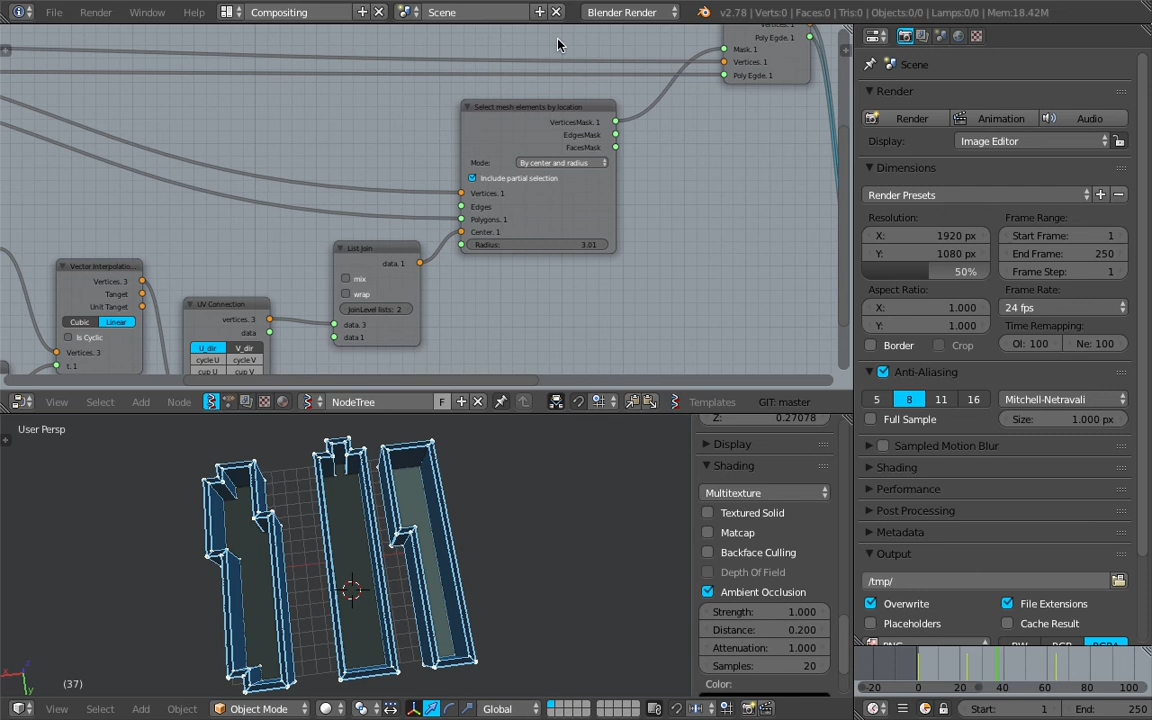 File Render Window Help Compositing Scene Blender Render v2.78 | Verts:0 | Faces:0 | Tris:0 | Objects:0/0 | Lamps:0/0 | Mem:18.42M
Poly Egde. 1
Mask. 1
Vertices. 1
Poly Egde. 1
Select mesh elements by location
VerticesMask. 1
EdgesMask
FacesMask
Mode: By center and radius
Include partial selection
Vertices. 1
Edges
Polygons. 1
Center. 1
Radius: 3.01
List Join
data. 1
mix
wrap
JoinLevel lists: 2
data. 3
data 1
Vector Interpolatio...
Vertices. 3
Tanget
Unit Tanget
Cubic Linear
Is Cyclic
Vertices. 3
t. 1
UV Connection
vertices. 3
data
U_dir V_dir
cycle U cycle V
cup U cup V
View Select Add Node NodeTree F Templates GIT: master
User Persp
(37)
Z: 0.27078
Display
Shading
Multitexture
Textured Solid
Matcap
Backface Culling
Depth Of Field
Ambient Occlusion
Strength: 1.000
Distance: 0.200
Attenuation: 1.000
Samples: 20
Color:
View Select Add Object Object Mode Global
Scene
Render
Render Animation Audio
Display: Image Editor
Dimensions
Render Presets
Resolution: Frame Range:
X: 1920 px Start Frame: 1
Y: 1080 px End Frame: 250
50% Frame Step: 1
Aspect Ratio: Frame Rate:
X: 1.000 24 fps
Y: 1.000 Time Remapping:
Border Crop Ol: 100 Ne: 100
Anti-Aliasing
5 8 11 16 Mitchell-Netravali
Full Sample Size: 1.000 px
Sampled Motion Blur
Shading
Performance
Post Processing
Metadata
Output
/tmp/
Overwrite File Extensions
Placeholders Cache Result
-20 0 20 40 60 80 100
Start: 1 End: 250